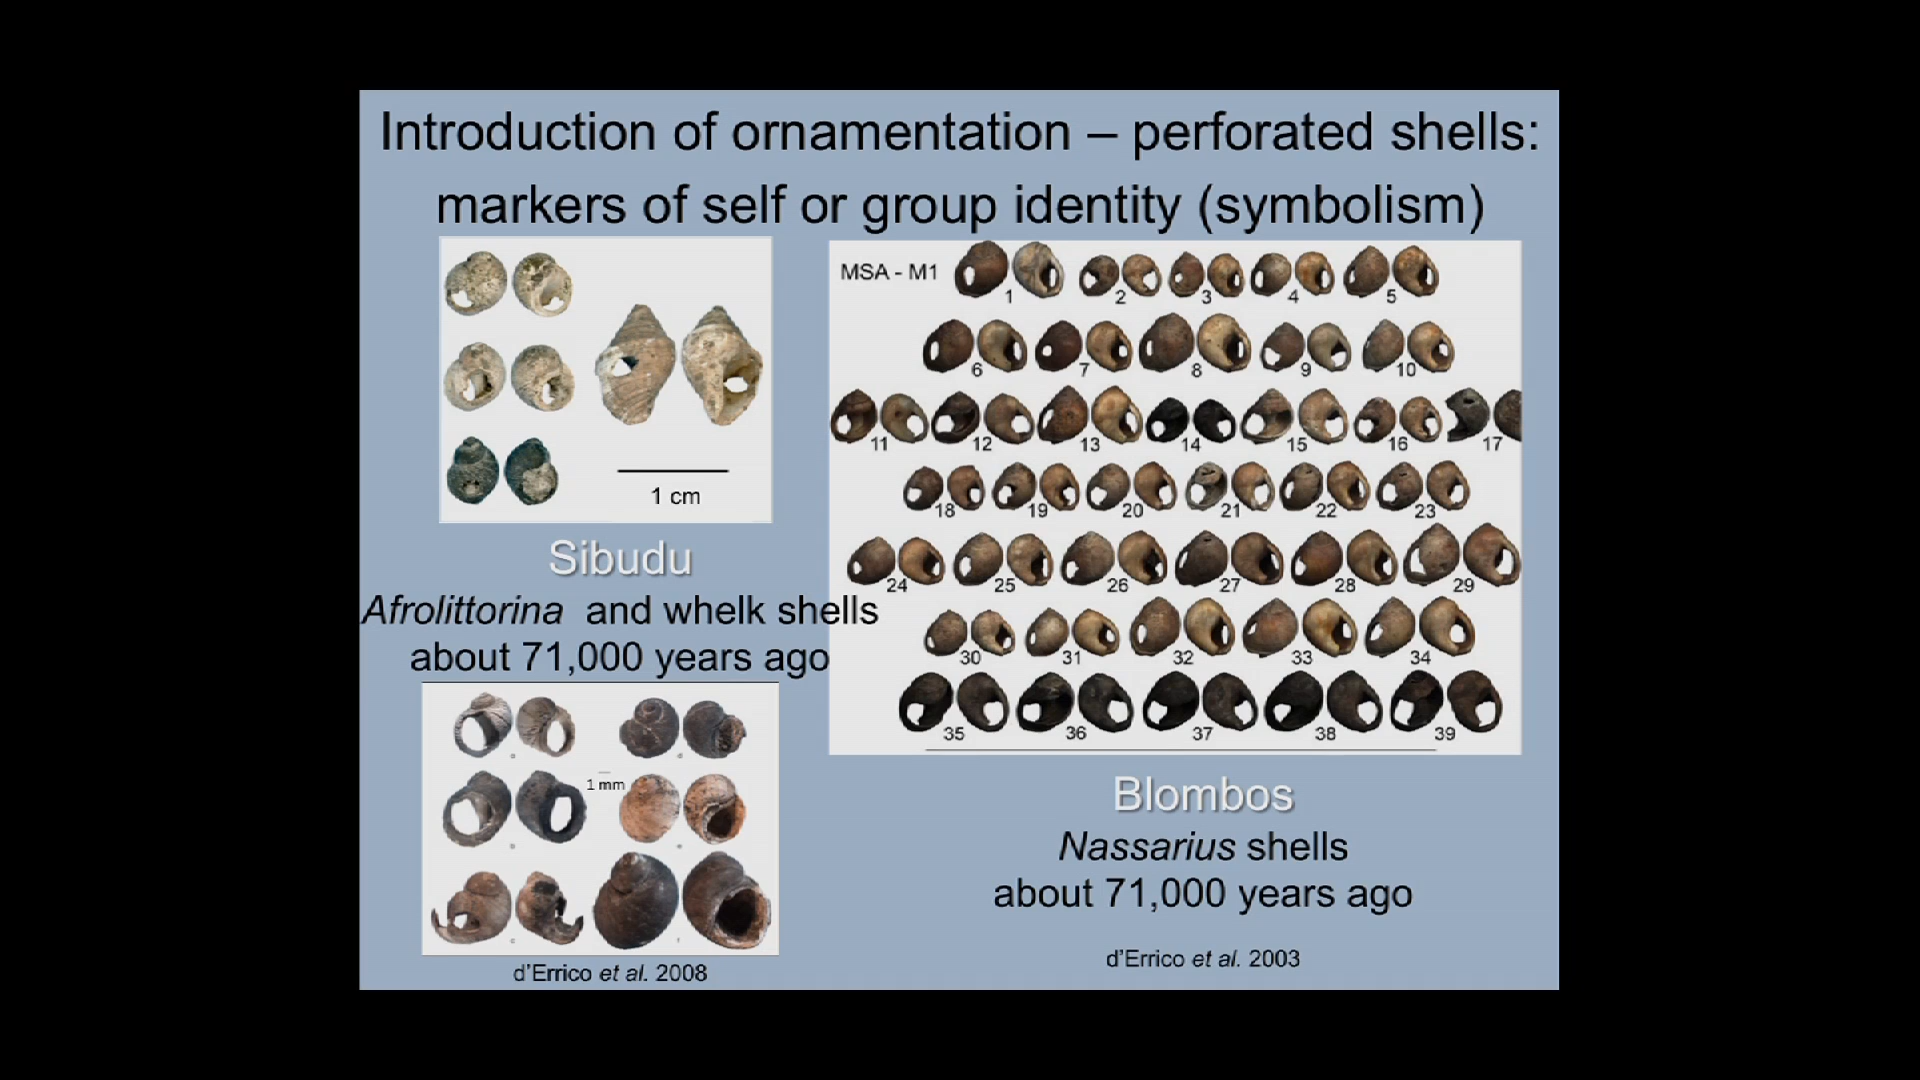 Introduction of ornamentation – perforated shells:
markers of self or group identity (symbolism)
1 cm
Sibudu
Afrolittorina and whelk shells
about 71,000 years ago
1 mm
d'Errico et al. 2008
MSA - M1
1 2 3 4 5
6 7 8 9 10
11 12 13 14 15 16 17
18 19 20 21 22 23
24 25 26 27 28 29
30 31 32 33 34
35 36 37 38 39
Blombos
Nassarius shells
about 71,000 years ago
d'Errico et al. 2003